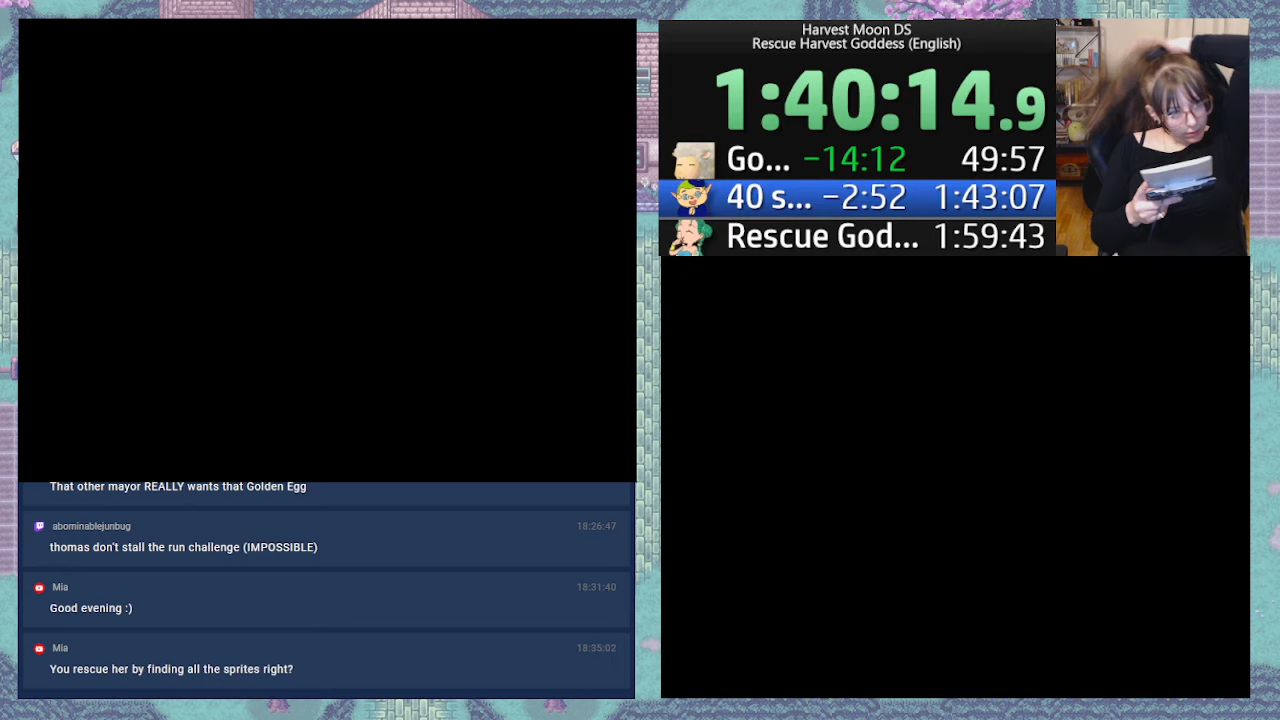 Harvest Moon DS
Rescue Harvest Goddess (English)
1:40:14.9
Go... -14:12 49:57
40 s... -2:52 1:43:07
Rescue God... 1:59:43
That other mayor REALLY wants that Golden Egg
abominablejunbug 18:26:47
thomas don't stall the run challenge (IMPOSSIBLE)
Mia 18:31:40
Good evening :)
Mia 18:35:02
You rescue her by finding all the sprites right?